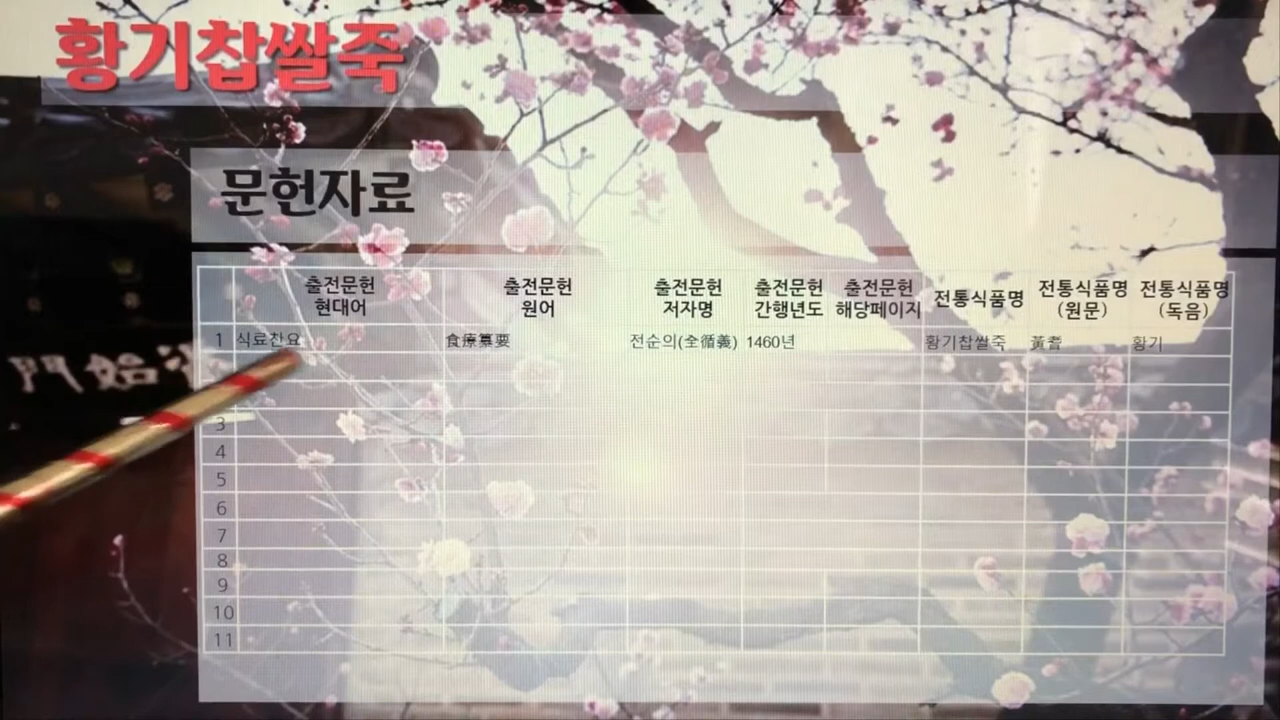 황기찹쌀죽
문헌자료
출전문헌 현대어 출전문헌 원어 출전문헌 저자명 출전문헌 간행년도 출전문헌 해당페이지 전통식품명 전통식품명 (원문) 전통식품명 (독음)
1 식료찬요 食療纂要 전순의(全循義) 1460년 황기찹쌀죽 黃耆 황기
3
4
5
6
7
8
9
10
11
門始